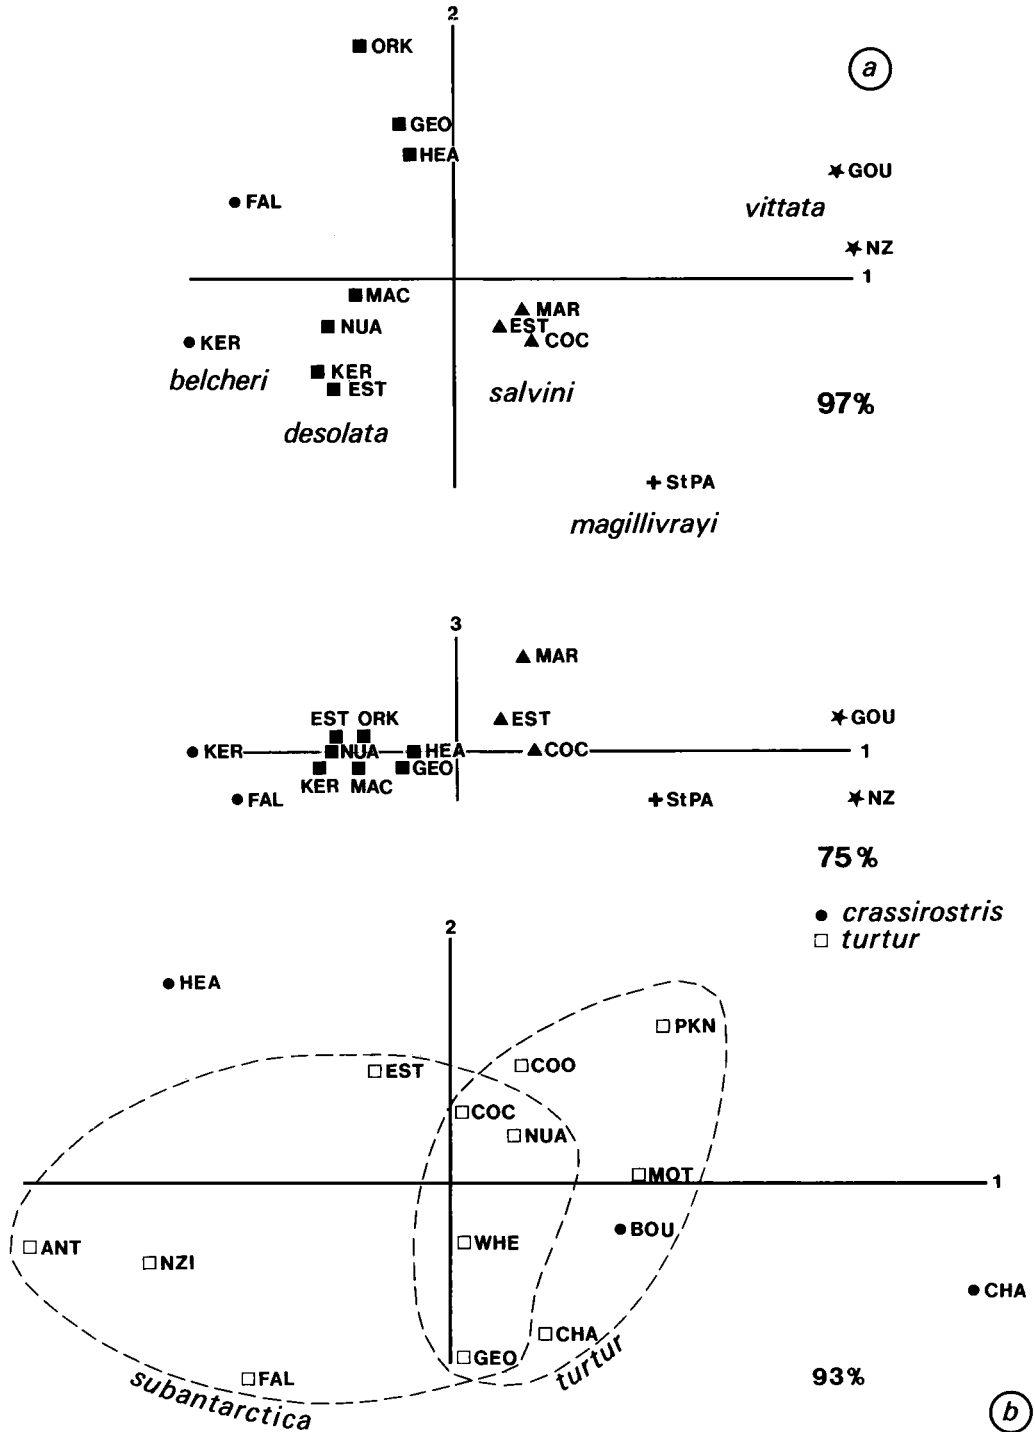 2
ORK
a
GEO
HEA
GOU
FAL
vittata
NZ
1
MAC
MAR
NUA
EST
KER
COC
belcheri
KER
EST
salvini
97%
desolata
StPA
magillivrayi
3
MAR
EST ORK
EST
GOU
KER
NUA
HEA
COC
1
KER
MAC
GEO
FAL
StPA
NZ
75%
crassirostris
turtur
2
HEA
PKN
EST
COO
COC
NUA
MOT
1
BOU
ANT
WHE
NZI
CHA
CHA
GEO
FAL
turtur
subantarctica
93%
b